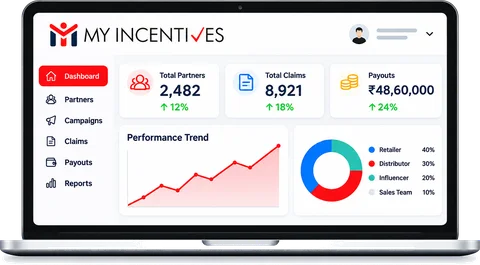 MY INCENTIVES
Dashboard
Partners
Campaigns
Claims
Payouts
Reports
Total Partners
2,482
↑ 12%
Total Claims
8,921
↑ 18%
Payouts
₹48,60,000
↑ 24%
Performance Trend
Retailer 40%
Distributor 30%
Influencer 20%
Sales Team 10%